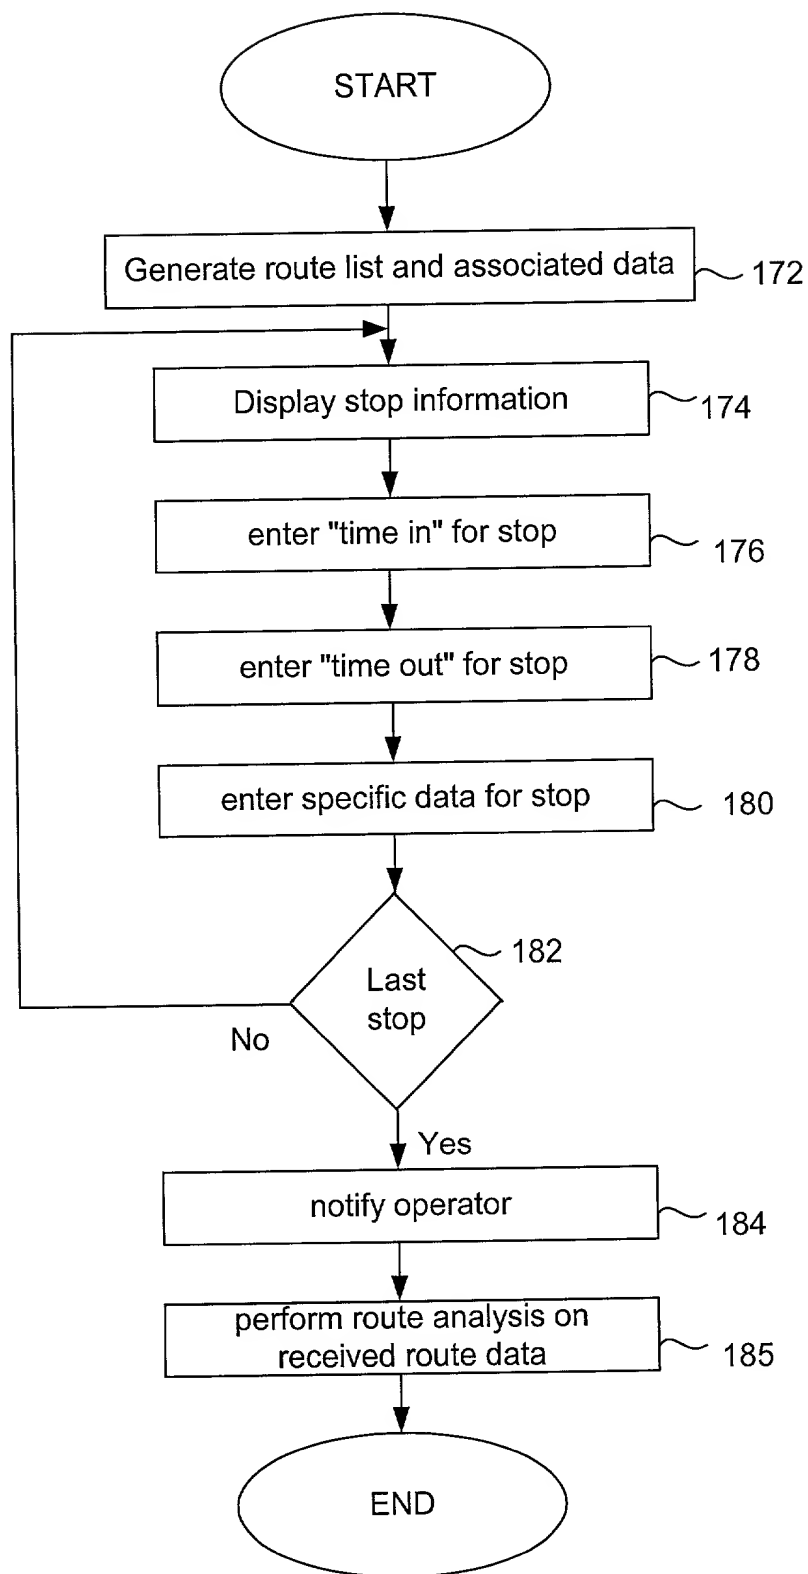 START
Generate route list and associated data
172
Display stop information
174
enter "time in" for stop
176
enter "time out" for stop
178
enter specific data for stop
180
182
Last
stop
No
Yes
notify operator
184
perform route analysis on
received route data
185
END